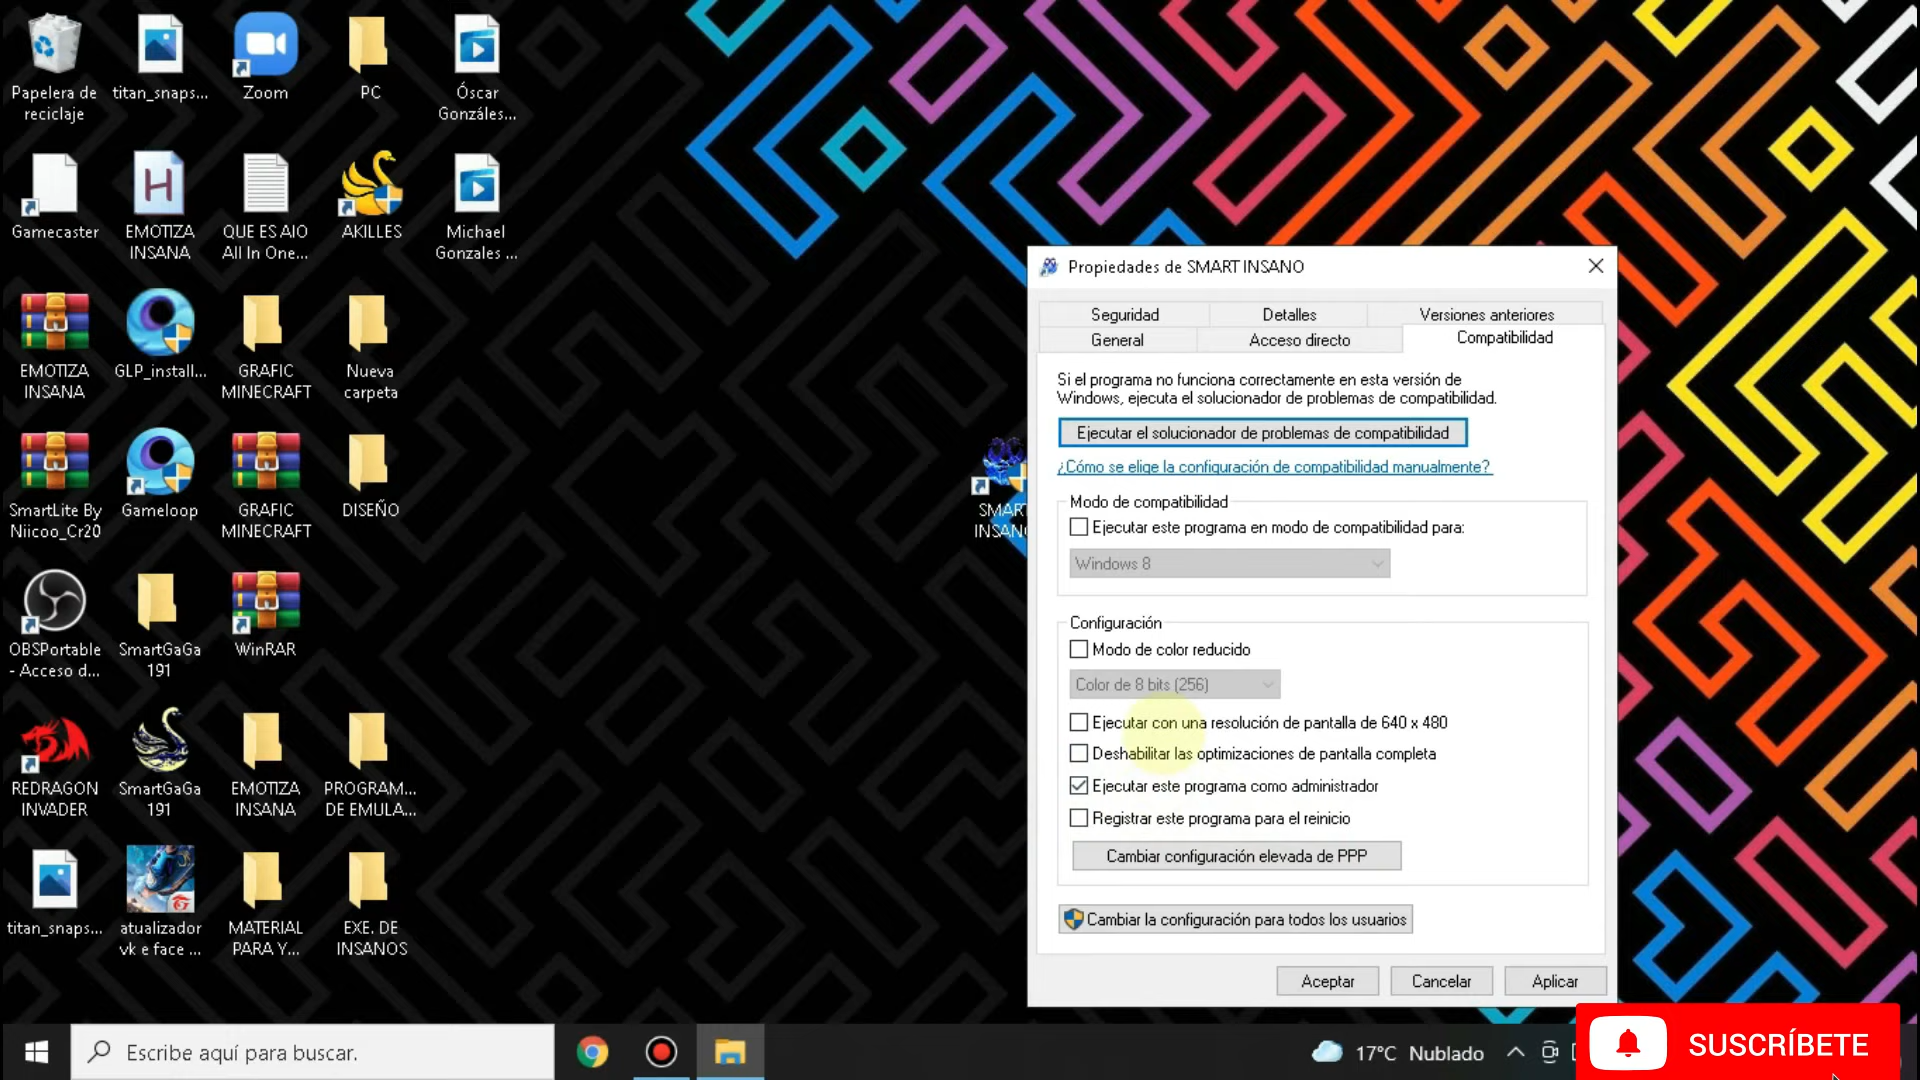 Papelera de
reciclaje
titan_snaps...
Zoom
PC
Óscar
Gonzáles...
Gamecaster
EMOTIZA
INSANA
QUE ES AIO
All In One...
AKILLES
Michael
Gonzales ...
EMOTIZA
INSANA
GLP_install...
GRAFIC
MINECRAFT
Nueva
carpeta
SmartLite By
Niicoo_Cr20
Gameloop
GRAFIC
MINECRAFT
DISEÑO
SMART
INSANO
OBSPortable
- Acceso d...
SmartGaGa
191
WinRAR
REDRAGON
INVADER
SmartGaGa
191
EMOTIZA
INSANA
PROGRAM...
DE EMULA...
titan_snaps...
atualizador
vk e face ...
MATERIAL
PARA Y...
EXE. DE
INSANOS
Propiedades de SMART INSANO
Seguridad
Detalles
Versiones anteriores
General
Acceso directo
Compatibilidad
Si el programa no funciona correctamente en esta versión de
Windows, ejecuta el solucionador de problemas de compatibilidad.
Ejecutar el solucionador de problemas de compatibilidad
¿Cómo se elige la configuración de compatibilidad manualmente?
Modo de compatibilidad
Ejecutar este programa en modo de compatibilidad para:
Windows 8
Configuración
Modo de color reducido
Color de 8 bits (256)
Ejecutar con una resolución de pantalla de 640 x 480
Deshabilitar las optimizaciones de pantalla completa
Ejecutar este programa como administrador
Registrar este programa para el reinicio
Cambiar configuración elevada de PPP
Cambiar la configuración para todos los usuarios
Aceptar
Cancelar
Aplicar
Escribe aquí para buscar.
17°C Nublado
SUSCRÍBETE